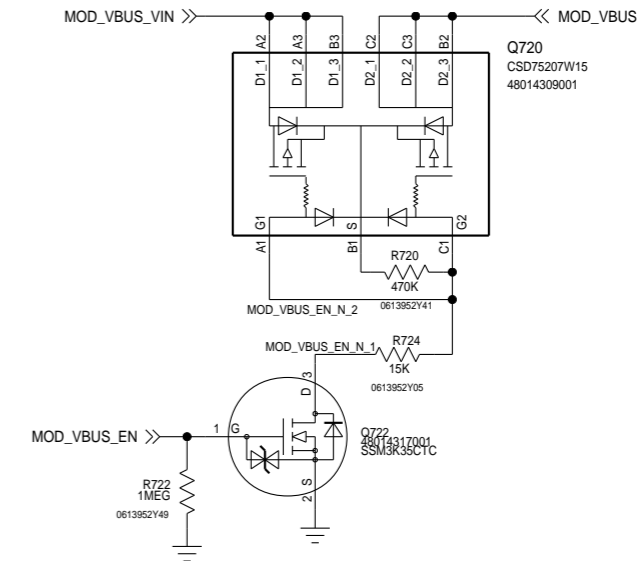 MOD_VBUS_VIN
MOD_VBUS
A2
A3
B3
C2
C3
B2
D1_1
D1_2
D1_3
D2_1
D2_2
D2_3
Q720
CSD75207W15
48014309001
G1
S
G2
A1
B1
C1
R720
470K
0613952Y41
MOD_VBUS_EN_N_2
MOD_VBUS_EN_N_1
R724
15K
0613952Y05
3
D
MOD_VBUS_EN
1
G
Q722
48014317001
SSM3K35CTC
S
2
R722
1MEG
0613952Y49